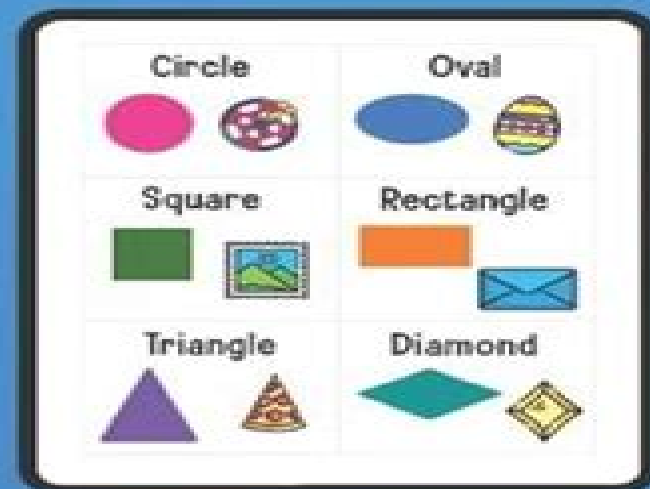 Circle
Oval
Square
Rectangle
Triangle
Diamond